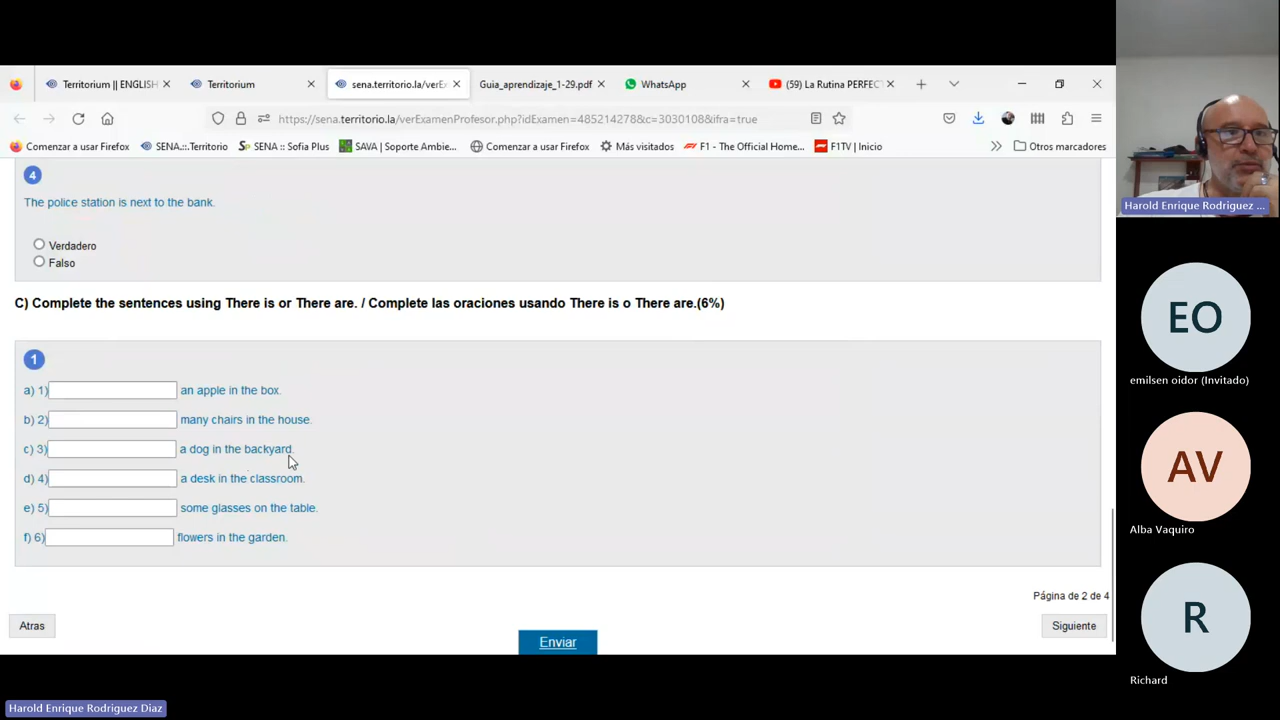 Territorium || ENGLISH
Territorium
sena.territorio.la/verEx
Guia_aprendizaje_1-29.pdf
WhatsApp
(59) La Rutina PERFEC
https://sena.territorio.la/verExamenProfesor.php?idExamen=485214278&c=3030108&ifra=true
Comenzar a usar Firefox
SENA.::.Territorio
SENA :: Sofia Plus
SAVA | Soporte Ambie...
Comenzar a usar Firefox
Más visitados
F1 - The Official Home...
F1TV | Inicio
Otros marcadores
4
The police station is next to the bank.
Verdadero
Falso
C) Complete the sentences using There is or There are. / Complete las oraciones usando There is o There are.(6%)
1
a) 1) an apple in the box.
b) 2) many chairs in the house.
c) 3) a dog in the backyard.
d) 4) a desk in the classroom.
e) 5) some glasses on the table.
f) 6) flowers in the garden.
Página de 2 de 4
Atras
Siguiente
Enviar
Harold Enrique Rodriguez Diaz
Harold Enrique Rodriguez ...
EO
emilsen oidor (Invitado)
AV
Alba Vaquiro
R
Richard